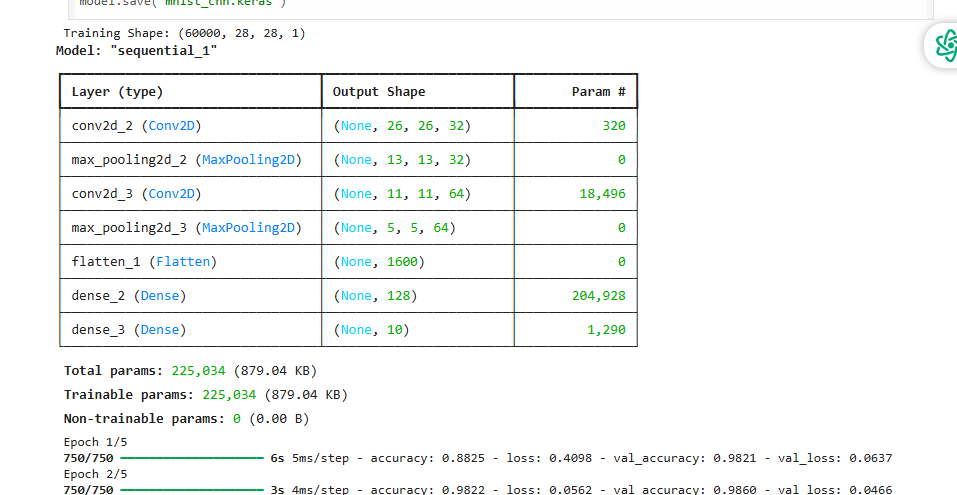 model.save('mnist_cnn.keras')
Training Shape: (60000, 28, 28, 1)
Model: "sequential_1"
Layer (type) Output Shape Param #
conv2d_2 (Conv2D) (None, 26, 26, 32) 320
max_pooling2d_2 (MaxPooling2D) (None, 13, 13, 32) 0
conv2d_3 (Conv2D) (None, 11, 11, 64) 18,496
max_pooling2d_3 (MaxPooling2D) (None, 5, 5, 64) 0
flatten_1 (Flatten) (None, 1600) 0
dense_2 (Dense) (None, 128) 204,928
dense_3 (Dense) (None, 10) 1,290
Total params: 225,034 (879.04 KB)
Trainable params: 225,034 (879.04 KB)
Non-trainable params: 0 (0.00 B)
Epoch 1/5
750/750 6s 5ms/step - accuracy: 0.8825 - loss: 0.4098 - val_accuracy: 0.9821 - val_loss: 0.0637
Epoch 2/5
750/750 3s 4ms/step - accuracy: 0.9822 - loss: 0.0562 - val_accuracy: 0.9860 - val_loss: 0.0466